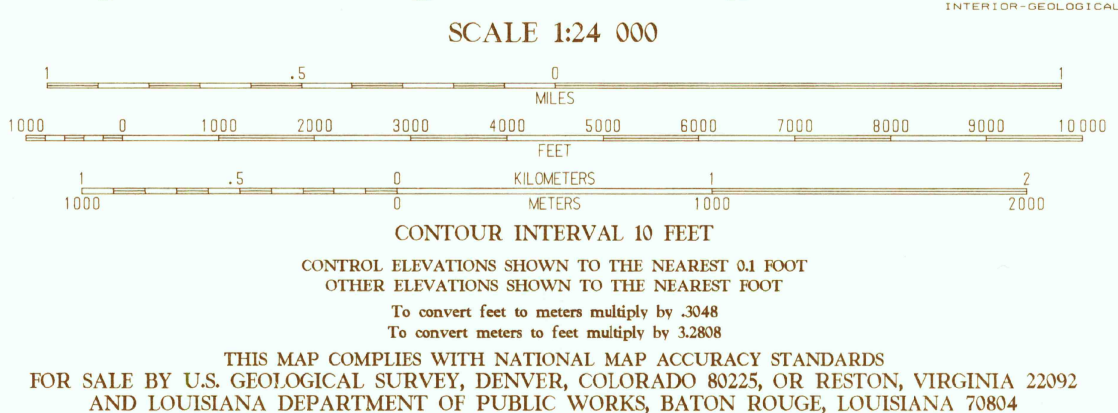 INTERIOR-GEOLOGICAL
SCALE 1:24 000
1 .5 0 1
MILES
1000 0 1000 2000 3000 4000 5000 6000 7000 8000 9000 10 000
FEET
1 .5 0 KILOMETERS 1 2
1000 0 METERS 1000 2000
CONTOUR INTERVAL 10 FEET
CONTROL ELEVATIONS SHOWN TO THE NEAREST 0.1 FOOT
OTHER ELEVATIONS SHOWN TO THE NEAREST FOOT
To convert feet to meters multiply by .3048
To convert meters to feet multiply by 3.2808
THIS MAP COMPLIES WITH NATIONAL MAP ACCURACY STANDARDS
FOR SALE BY U.S. GEOLOGICAL SURVEY, DENVER, COLORADO 80225, OR RESTON, VIRGINIA 22092
AND LOUISIANA DEPARTMENT OF PUBLIC WORKS, BATON ROUGE, LOUISIANA 70804